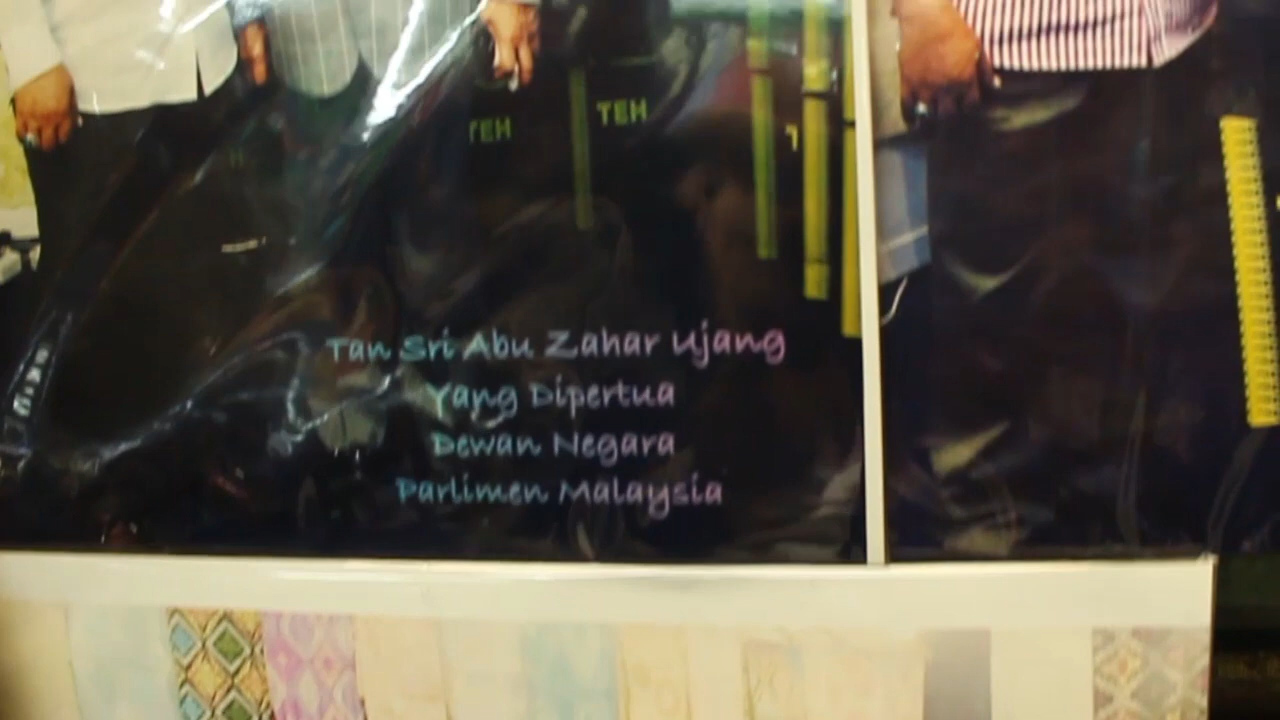 TEH
TEH
Tan Sri Abu Zahar Ujang
Yang Dipertua
Dewan Negara
Parlimen Malaysia